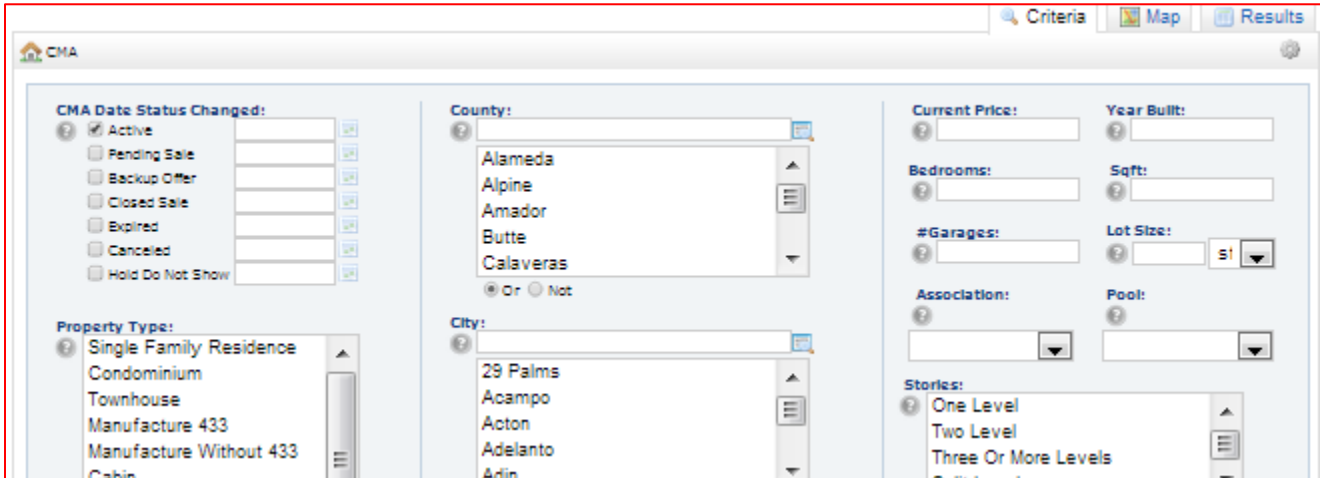 Criteria Map Results
CMA
CMA Date Status Changed:
Active
Pending Sale
Backup Offer
Closed Sale
Expired
Canceled
Hold Do Not Show
Property Type:
Single Family Residence
Condominium
Townhouse
Manufacture 433
Manufacture Without 433
Cabin
County:
Alameda
Alpine
Amador
Butte
Calaveras
Or Not
City:
29 Palms
Acampo
Acton
Adelanto
Adin
Current Price: Year Built:
Bedrooms: Sqft:
#Garages: Lot Size:
Association: Pool:
Stories:
One Level
Two Level
Three Or More Levels